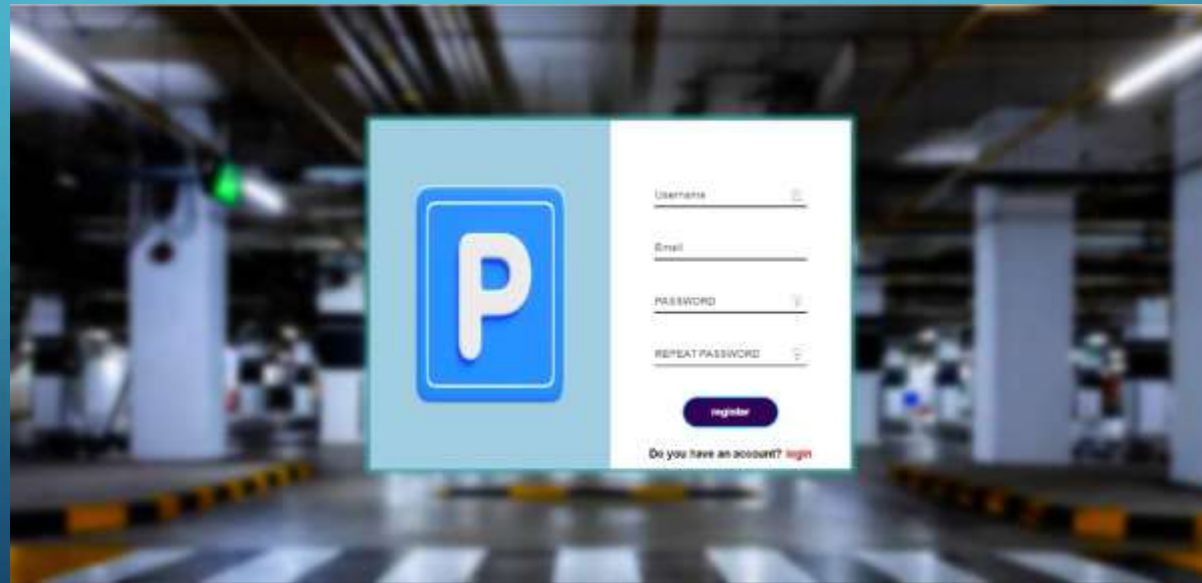 P
Username
Email
PASSWORD
REPEAT PASSWORD
register
Do you have an account? login